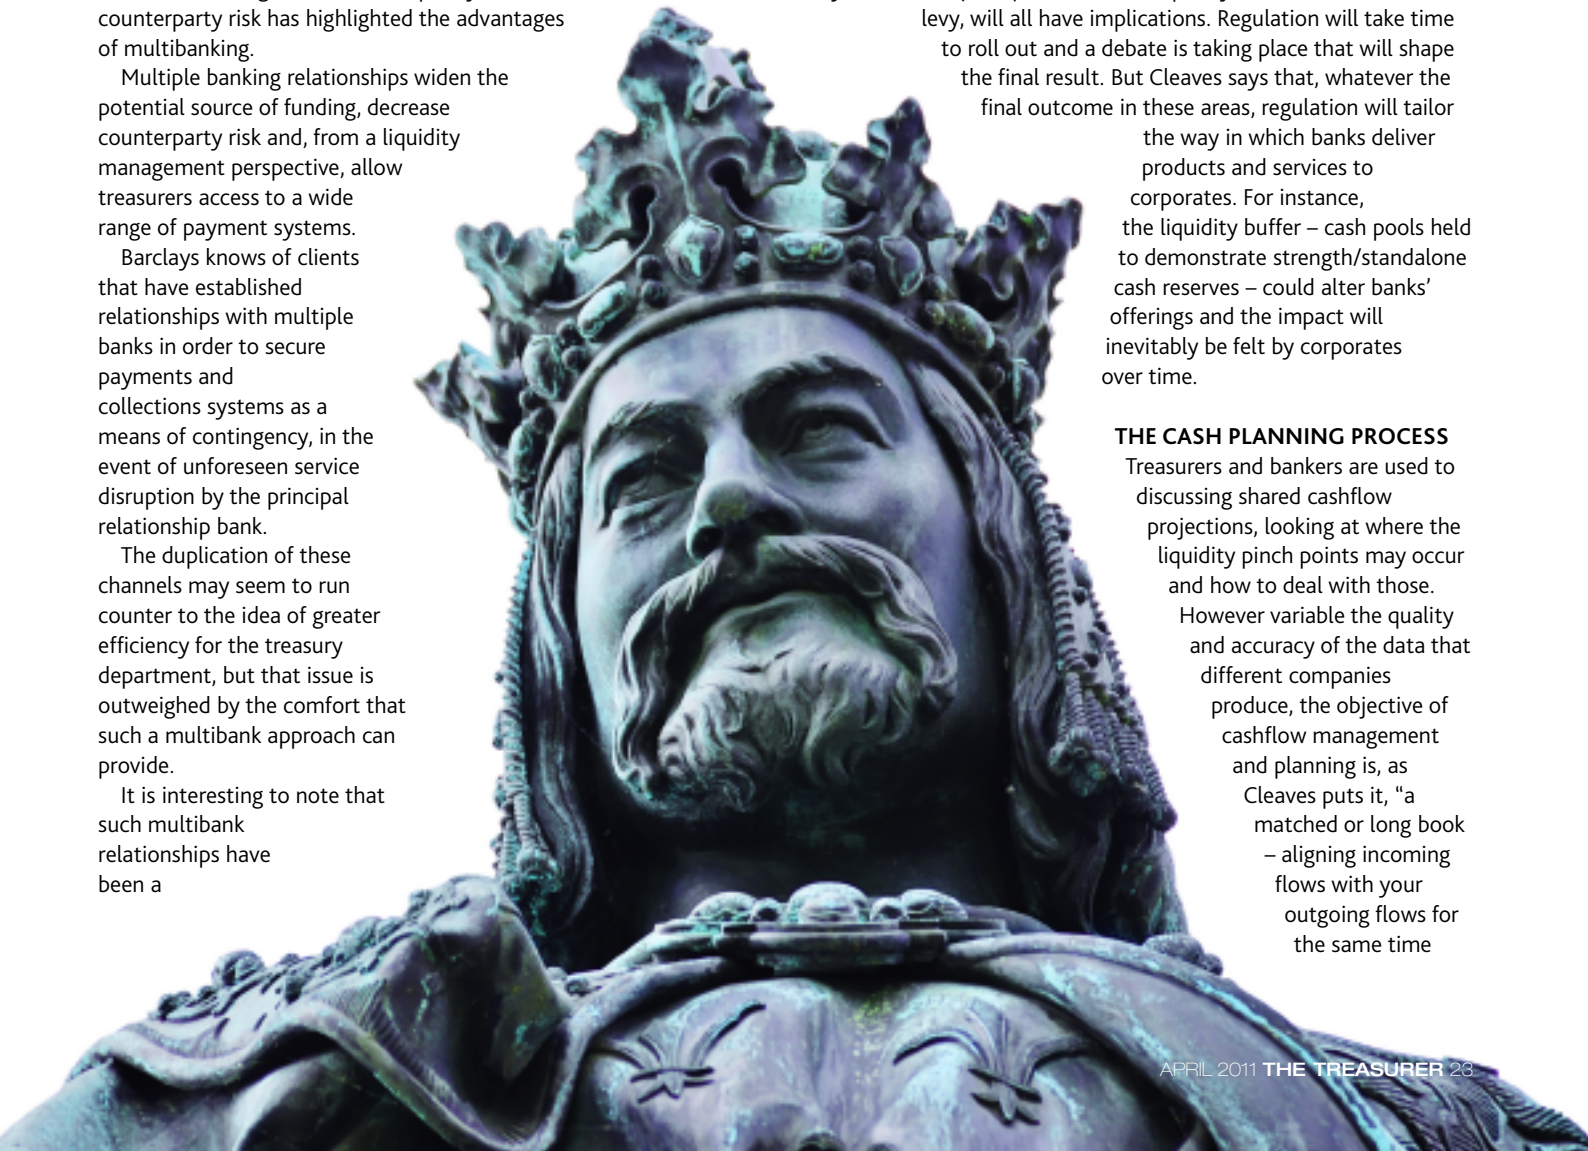 counterparty risk has highlighted the advantages
of multibanking.
Multiple banking relationships widen the
potential source of funding, decrease
counterparty risk and, from a liquidity
management perspective, allow
treasurers access to a wide
range of payment systems.
Barclays knows of clients
that have established
relationships with multiple
banks in order to secure
payments and
collections systems as a
means of contingency, in the
event of unforeseen service
disruption by the principal
relationship bank.
The duplication of these
channels may seem to run
counter to the idea of greater
efficiency for the treasury
department, but that issue is
outweighed by the comfort that
such a multibank approach can
provide.
It is interesting to note that
such multibank
relationships have
been a
levy, will all have implications. Regulation will take time
to roll out and a debate is taking place that will shape
the final result. But Cleaves says that, whatever the
final outcome in these areas, regulation will tailor
the way in which banks deliver
products and services to
corporates. For instance,
the liquidity buffer – cash pools held
to demonstrate strength/standalone
cash reserves – could alter banks’
offerings and the impact will
inevitably be felt by corporates
over time.
THE CASH PLANNING PROCESS
Treasurers and bankers are used to
discussing shared cashflow
projections, looking at where the
liquidity pinch points may occur
and how to deal with those.
However variable the quality
and accuracy of the data that
different companies
produce, the objective of
cashflow management
and planning is, as
Cleaves puts it, “a
matched or long book
– aligning incoming
flows with your
outgoing flows for
the same time
APRIL 2011 THE TREASURER 23